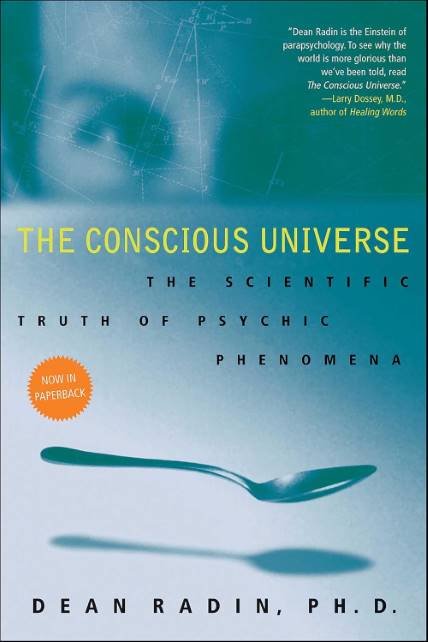 “Dean Radin is the Einstein of
parapsychology. To see why the
world is more glorious than
we’ve been told, read
The Conscious Universe.”
—Larry Dossey, M.D.,
author of Healing Words
THE CONSCIOUS UNIVERSE
THE SCIENTIFIC
TRUTH OF PSYCHIC
PHENOMENA
NOW IN
PAPERBACK
DEAN RADIN, PH.D.